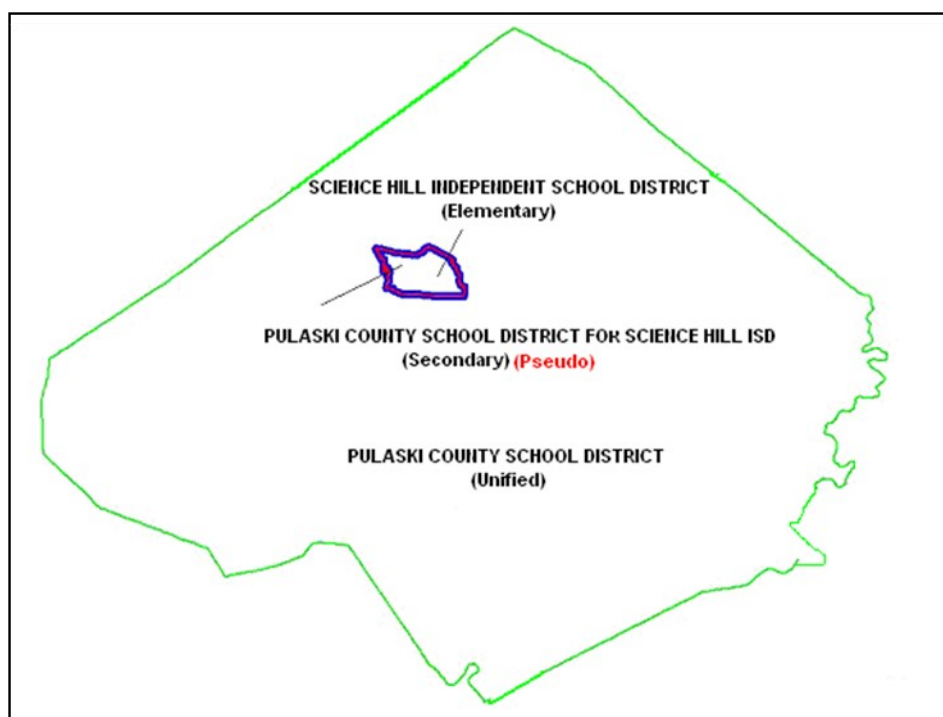 SCIENCE HILL INDEPENDENT SCHOOL DISTRICT
(Elementary)
PULASKI COUNTY SCHOOL DISTRICT FOR SCIENCE HILL ISD
(Secondary) (Pseudo)
PULASKI COUNTY SCHOOL DISTRICT
(Unified)